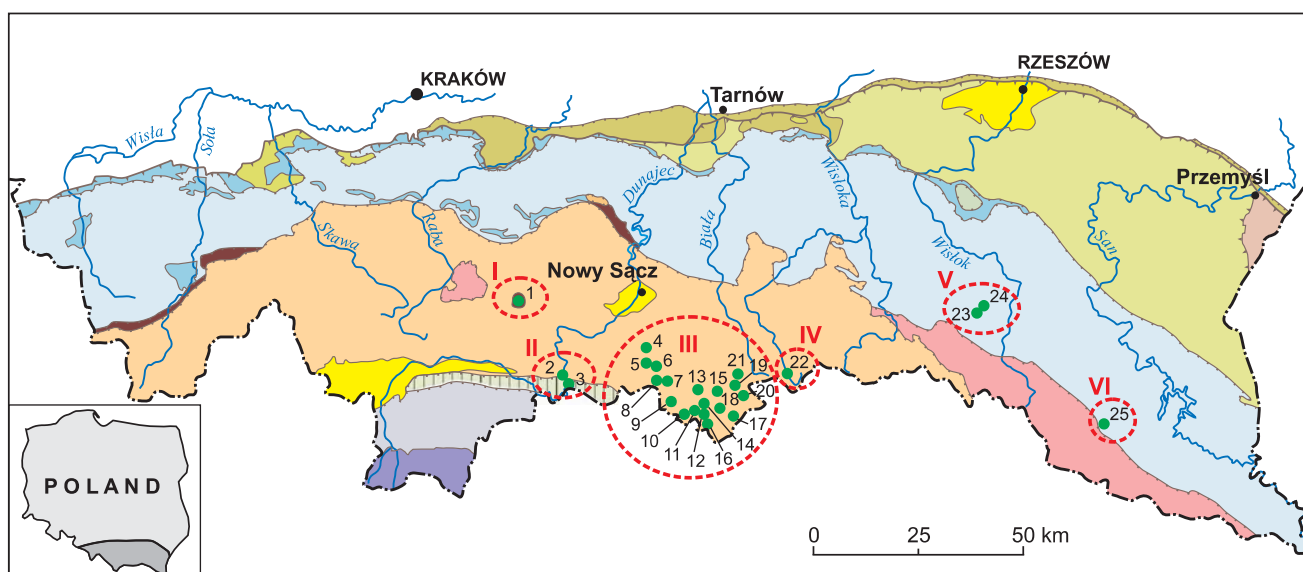 KRAKÓW
RZESZÓW
Tarnów
Przemyśl
Nowy Sącz
Wisła
Soła
Skawa
Raba
Dunajec
Biała
Wisłoka
Wisłok
San
I
1
II
2
3
III
4
5
6
7
8
9
10
11
12
13
14
15
16
17
18
19
20
21
IV
22
V
23
24
VI
25
POLAND
0 25 50 km